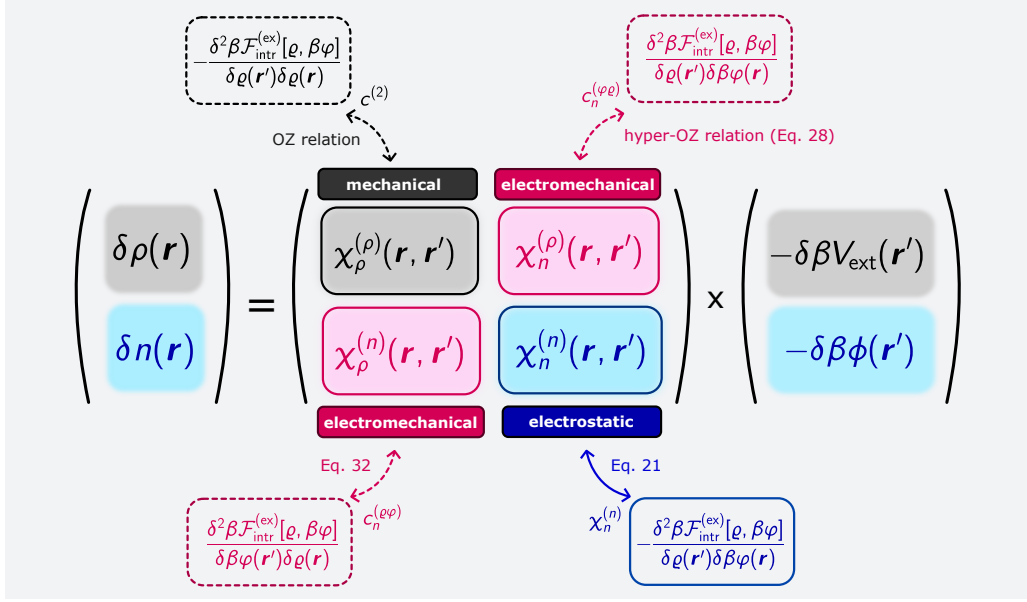 −δ²βℱ_intr^(ex)[ϱ, βφ] / δϱ(r′)δϱ(r)
δ²βℱ_intr^(ex)[ϱ, βφ] / δϱ(r′)δβφ(r)
c^(2)
c_n^(φϱ)
OZ relation
hyper-OZ relation (Eq. 28)
mechanical
electromechanical
δρ(r)
δn(r)
=
χ_ρ^(ρ)(r, r′)
χ_n^(ρ)(r, r′)
χ_ρ^(n)(r, r′)
χ_n^(n)(r, r′)
x
−δβV_ext(r′)
−δβϕ(r′)
electromechanical
electrostatic
Eq. 32
Eq. 21
c_n^(ϱφ)
χ_n^(n)
δ²βℱ_intr^(ex)[ϱ, βφ] / δβφ(r′)δϱ(r)
−δ²βℱ_intr^(ex)[ϱ, βφ] / δϱ(r′)δβφ(r)